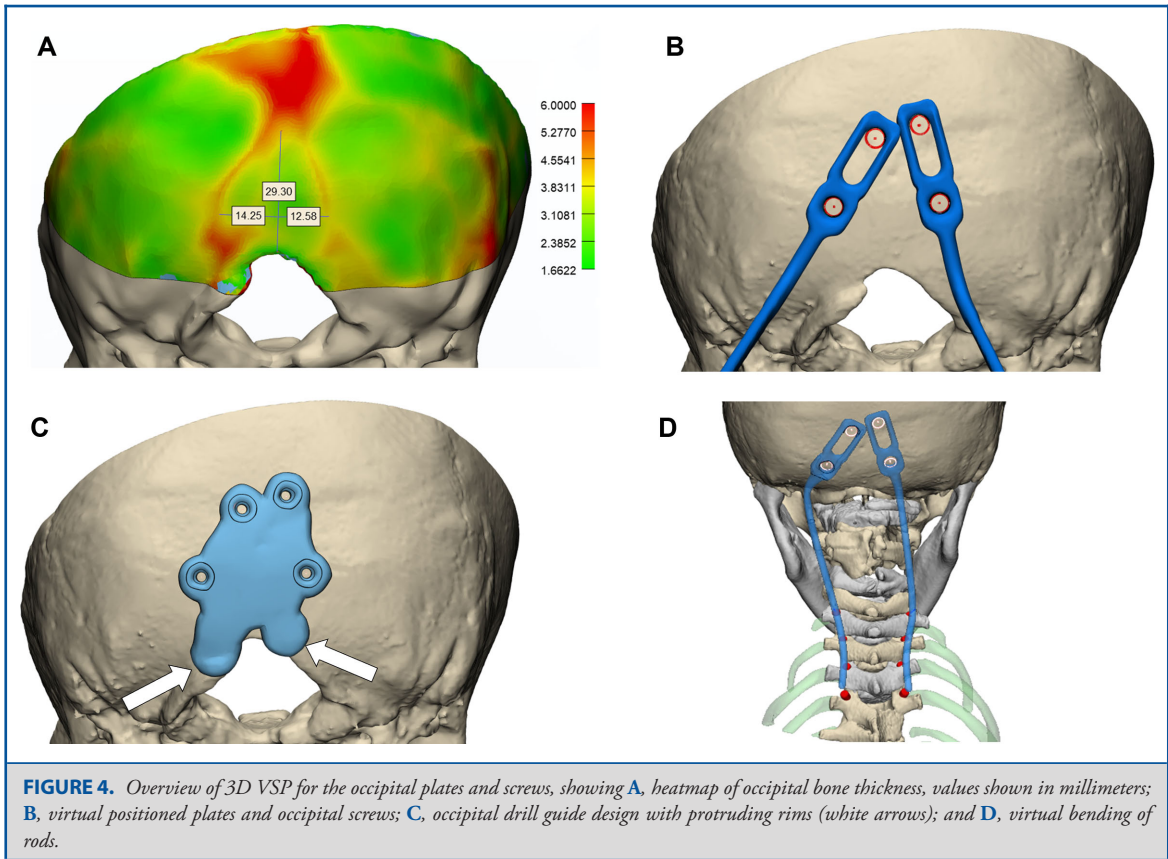 A
B
6.0000
5.2770
4.5541
3.8311
3.1081
2.3852
1.6622
29.30
14.25
12.58
C
D
FIGURE 4. Overview of 3D VSP for the occipital plates and screws, showing A, heatmap of occipital bone thickness, values shown in millimeters;
B, virtual positioned plates and occipital screws; C, occipital drill guide design with protruding rims (white arrows); and D, virtual bending of
rods.